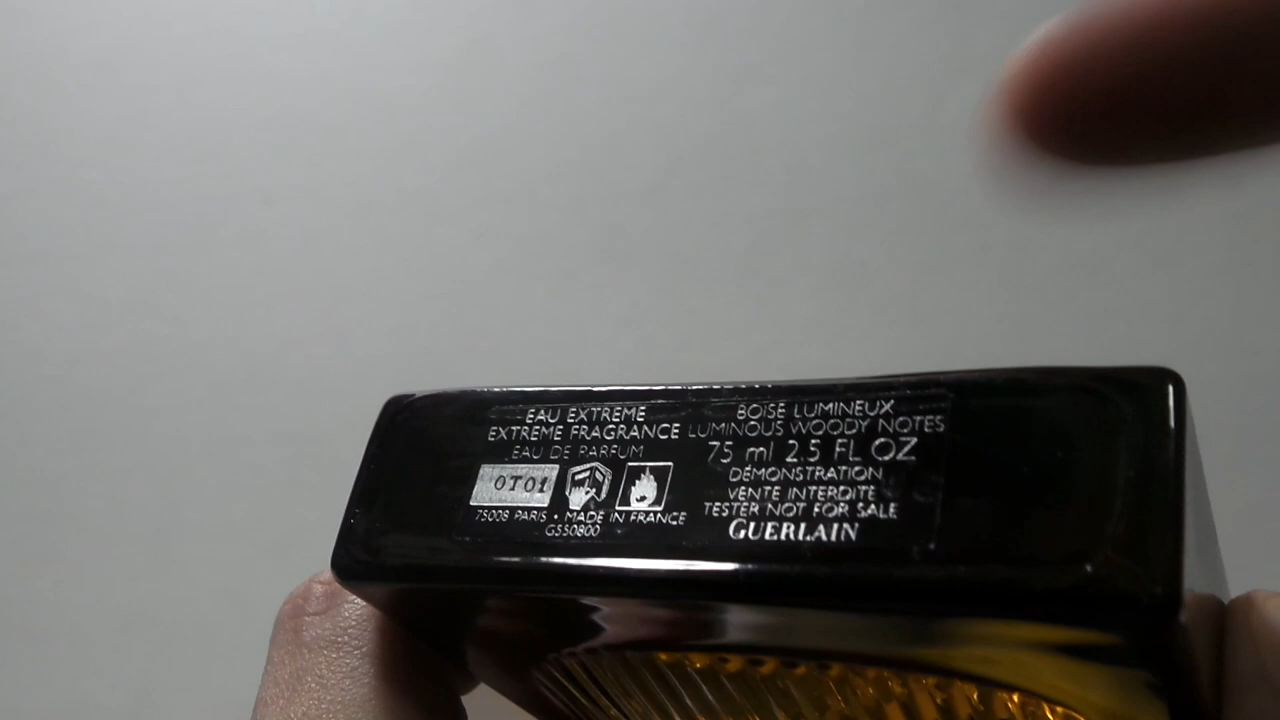 EAU EXTREME
EXTREME FRAGRANCE
EAU DE PARFUM
0T01
75008 PARIS • MADE IN FRANCE
G550800
BOISÉ LUMINEUX
LUMINOUS WOODY NOTES
75 ml 2.5 FL OZ
DÉMONSTRATION
VENTE INTERDITE
TESTER NOT FOR SALE
GUERLAIN